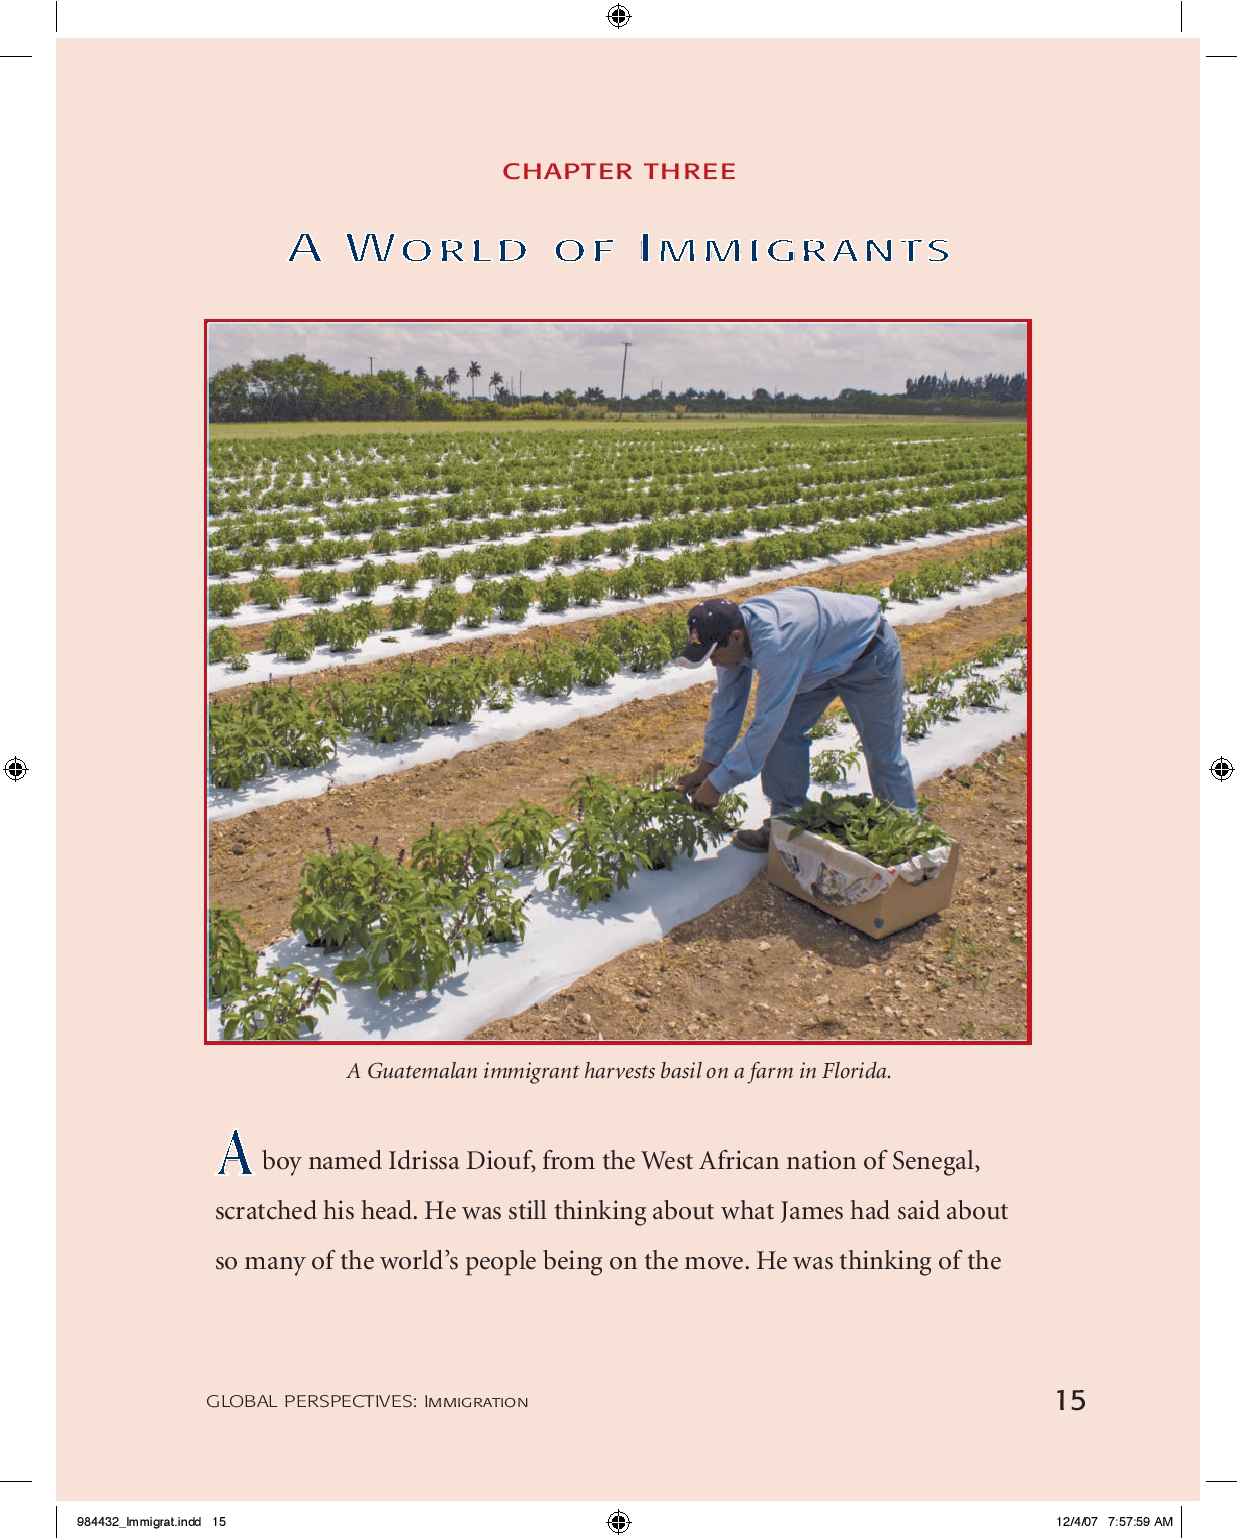 CHAPTER THREE
A WORLD OF IMMIGRANTS
A Guatemalan immigrant harvests basil on a farm in Florida.
A boy named Idrissa Diouf, from the West African nation of Senegal,
scratched his head. He was still thinking about what James had said about
so many of the world’s people being on the move. He was thinking of the
GLOBAL PERSPECTIVES: IMMIGRATION 15
984432_Immigrat.indd 15 12/4/07 7:57:59 AM